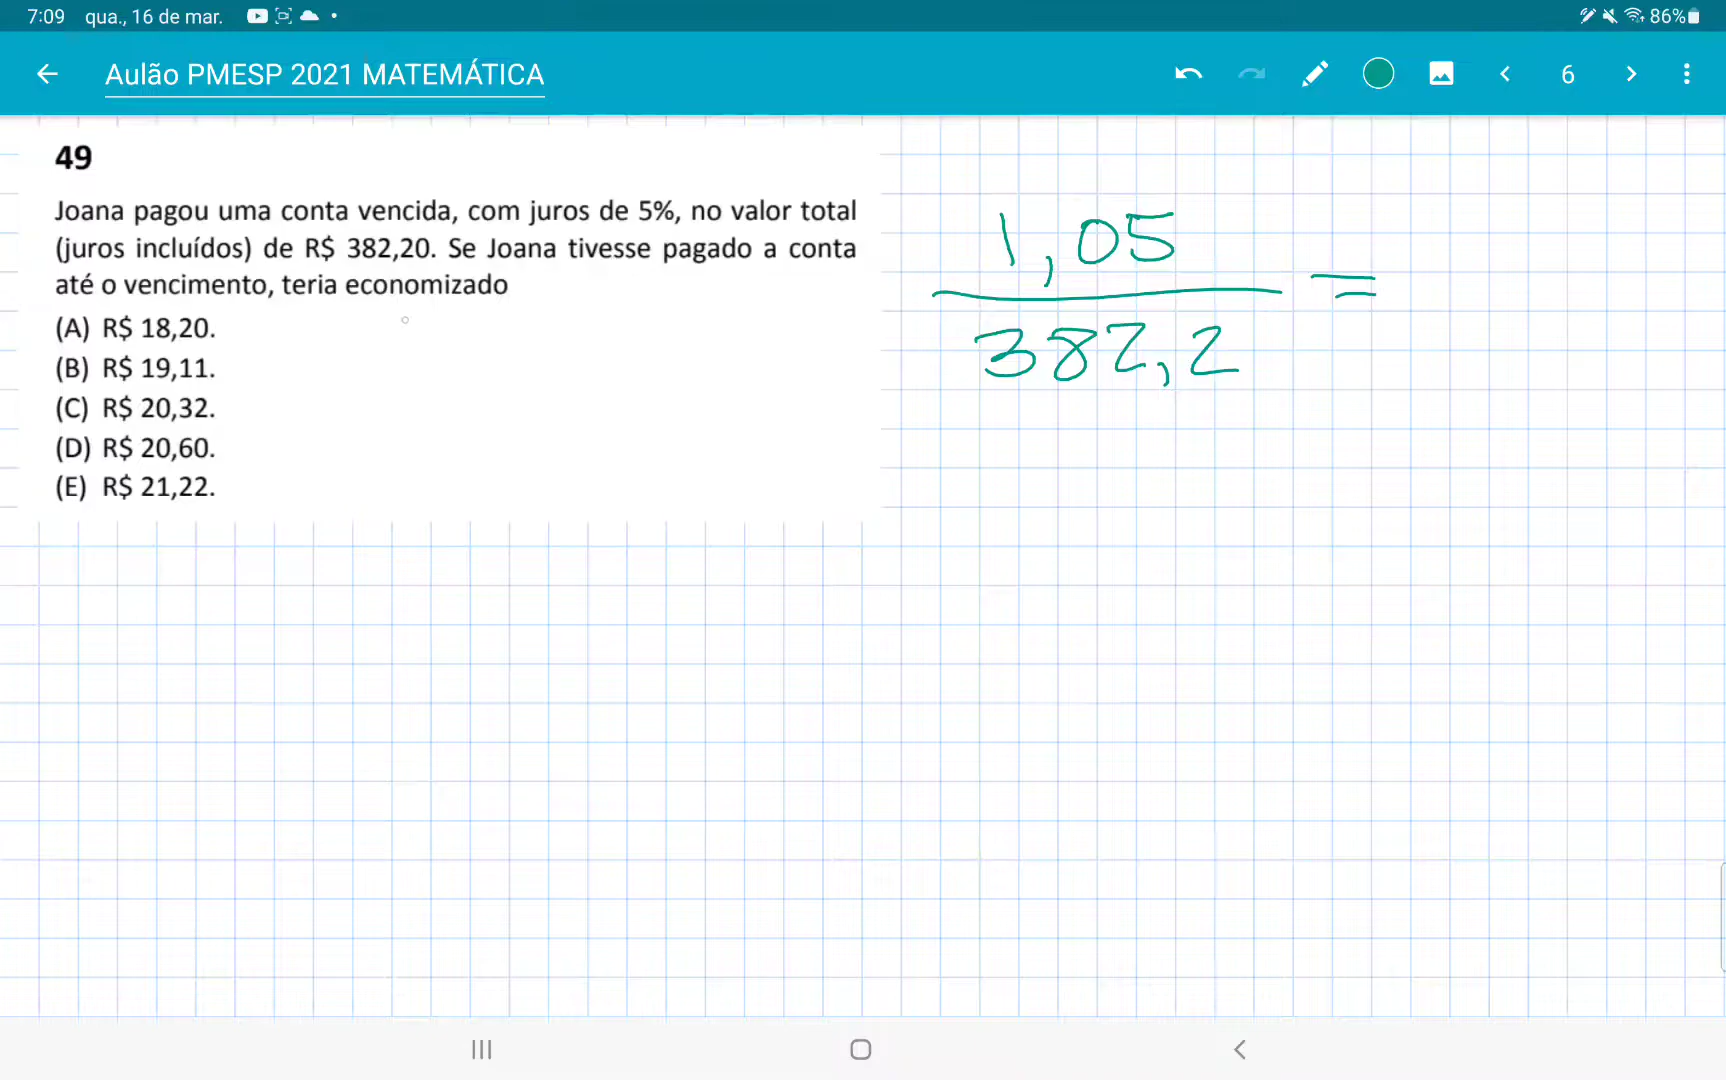 7:09 qua., 16 de mar.
86%
Aulão PMESP 2021 MATEMÁTICA
6
49
Joana pagou uma conta vencida, com juros de 5%, no valor total
(juros incluídos) de R$ 382,20. Se Joana tivesse pagado a conta
até o vencimento, teria economizado
(A) R$ 18,20.
(B) R$ 19,11.
(C) R$ 20,32.
(D) R$ 20,60.
(E) R$ 21,22.
1,05
=
382,2